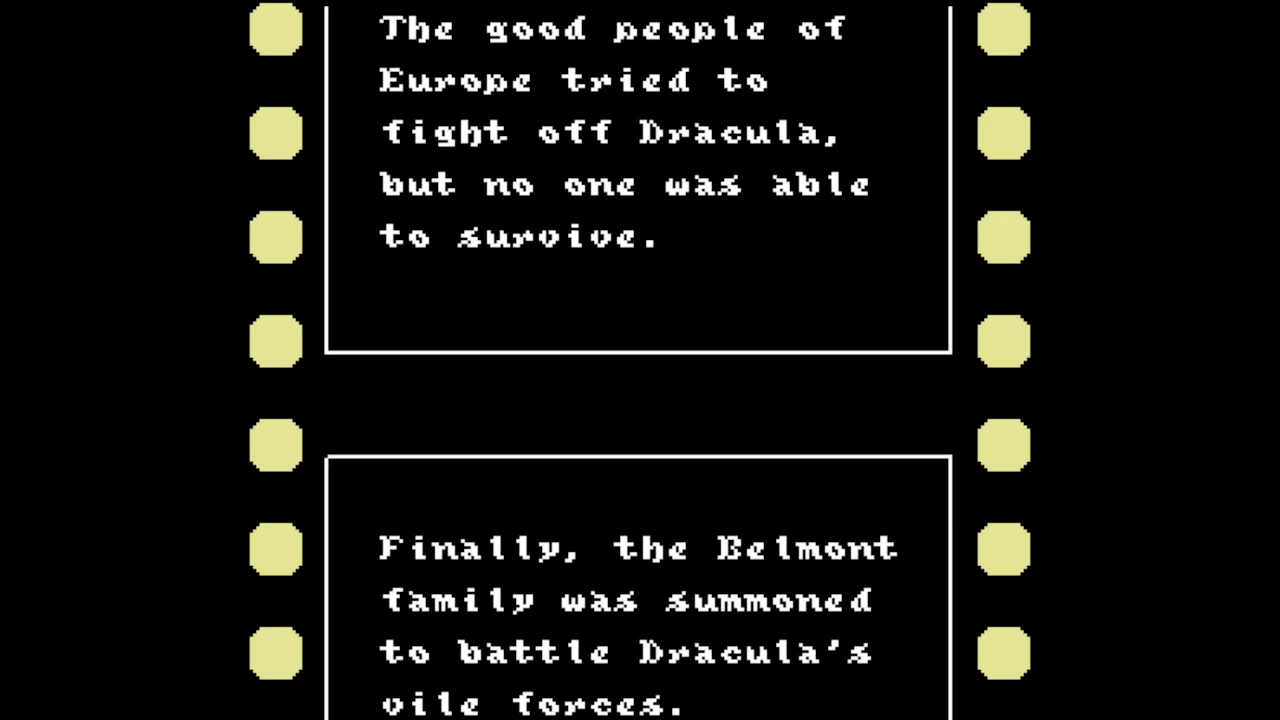 The good people of
Europe tried to
fight off Dracula,
but no one was able
to survive.
Finally, the Belmont
family was summoned
to battle Dracula's
vile forces.